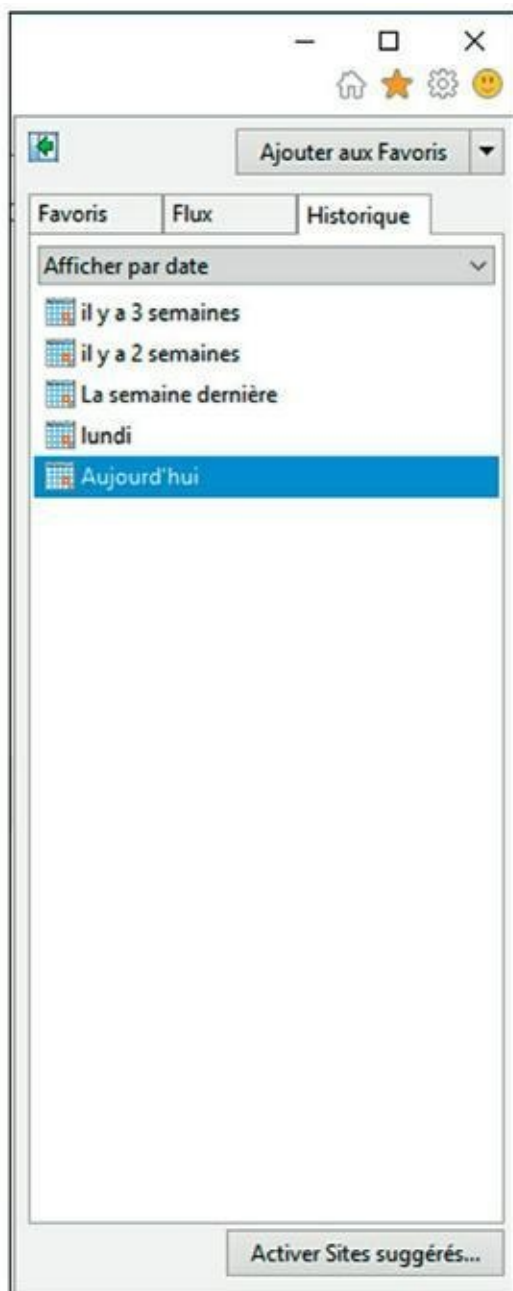 Ajouter aux Favoris
Favoris Flux Historique
Afficher par date
il y a 3 semaines
il y a 2 semaines
La semaine dernière
lundi
Aujourd'hui
Activer Sites suggérés...